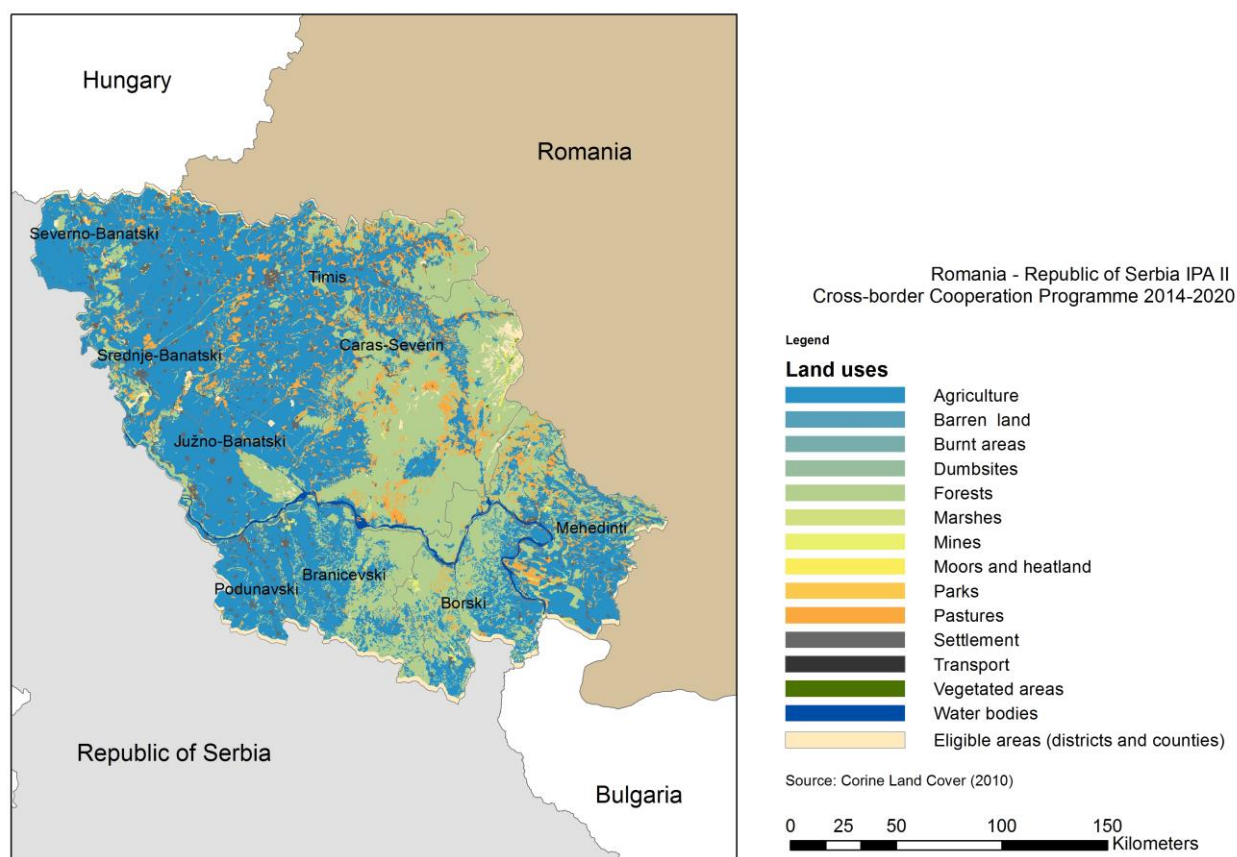 Hungary
Romania
Severno-Banatski
Timis
Srednje-Banatski
Caras-Severin
Južno-Banatski
Mehedinti
Branicevski
Podunavski
Borski
Republic of Serbia
Bulgaria
Romania - Republic of Serbia IPA II
Cross-border Cooperation Programme 2014-2020
Legend
Land uses
Agriculture
Barren land
Burnt areas
Dumbsites
Forests
Marshes
Mines
Moors and heatland
Parks
Pastures
Settlement
Transport
Vegetated areas
Water bodies
Eligible areas (districts and counties)
Source: Corine Land Cover (2010)
0 25 50 100 150
Kilometers